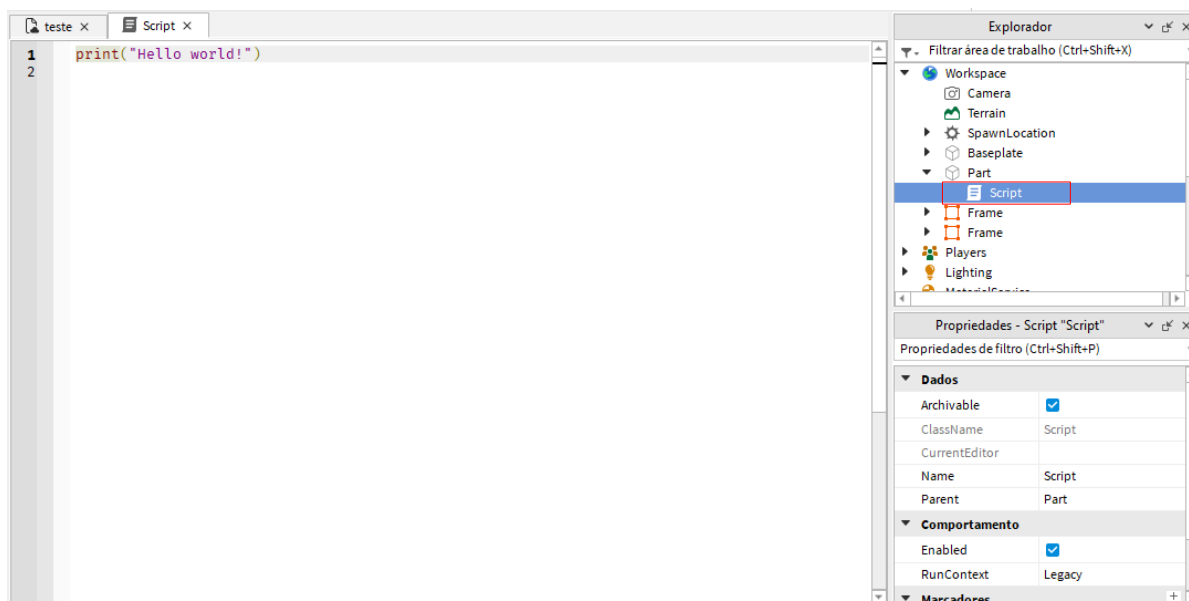 teste ×
Script ×
1 print("Hello world!")
2
Explorador
Filtrar área de trabalho (Ctrl+Shift+X)
Workspace
Camera
Terrain
SpawnLocation
Baseplate
Part
Script
Frame
Frame
Players
Lighting
MaterialService
Propriedades - Script "Script"
Propriedades de filtro (Ctrl+Shift+P)
Dados
Archivable
ClassName Script
CurrentEditor
Name Script
Parent Part
Comportamento
Enabled
RunContext Legacy
Marcadores +